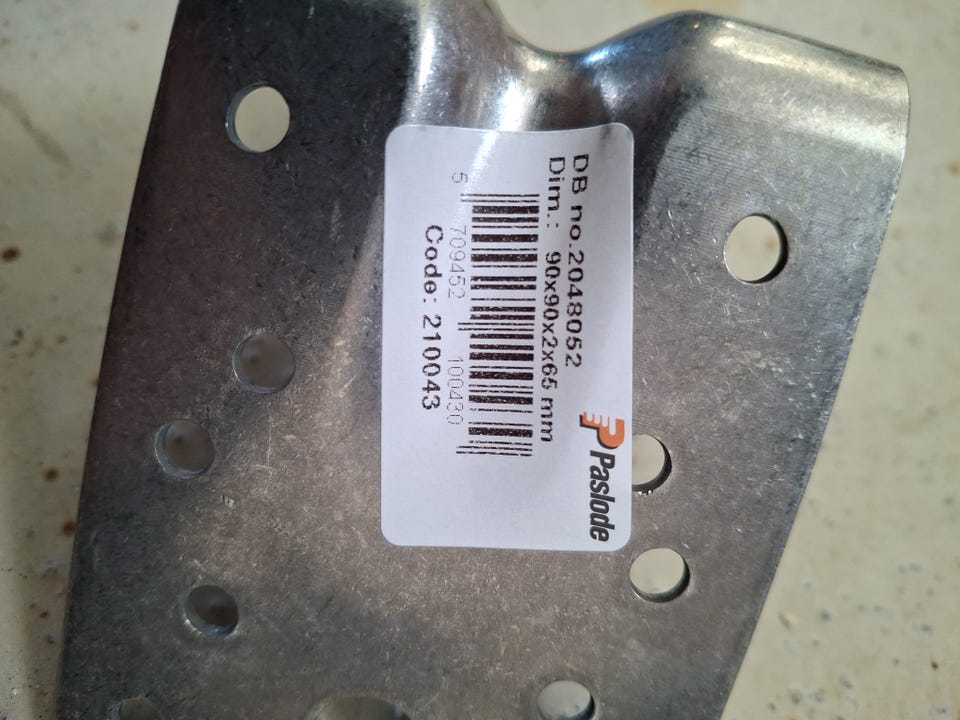 Paslode
DB no.2048052
Dim.: 90x90x2x65 mm
5 709452 100430
Code: 210043